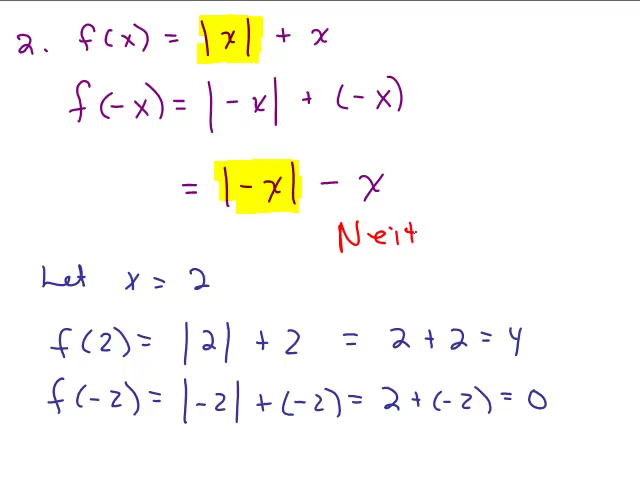 2. f(x) = |x| + x
f(-x) = |-x| + (-x)
= |-x| - x
Neit
Let x = 2
f(2) = |2| + 2 = 2 + 2 = 4
f(-2) = |-2| + (-2) = 2 + (-2) = 0